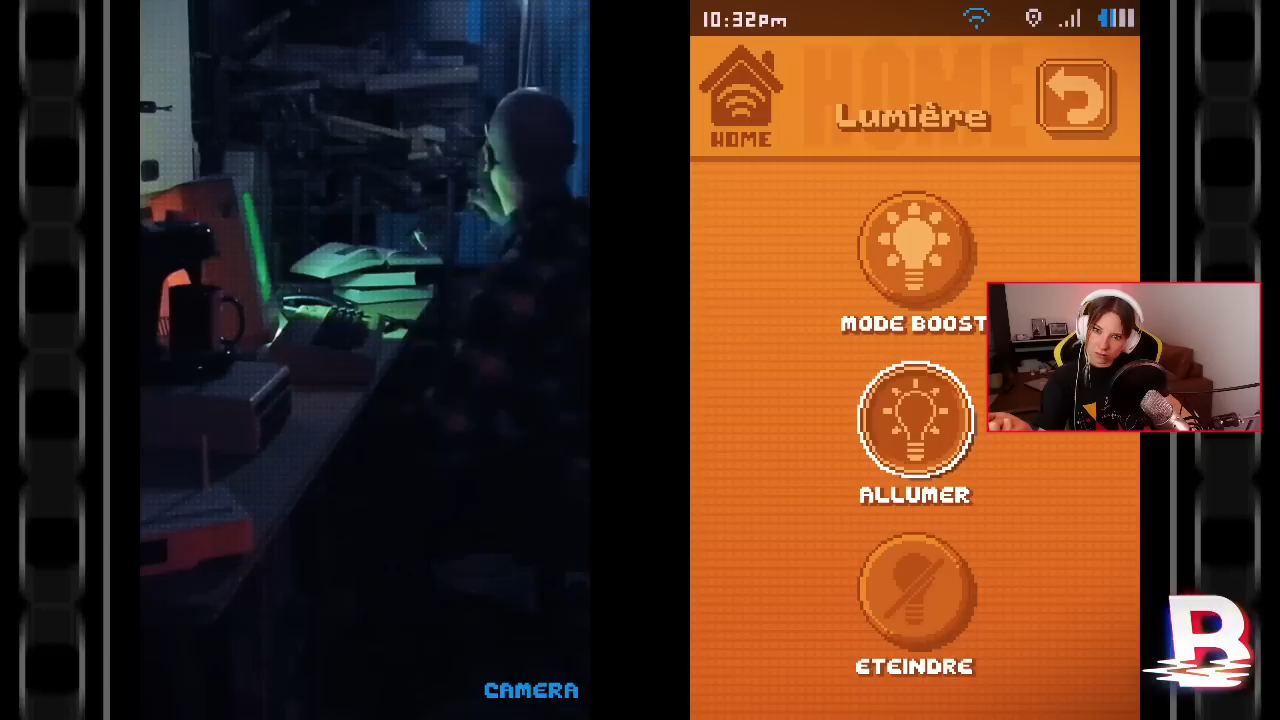 10:32pm
HOME
HOME
Lumière
MODE BOOST
ALLUMER
ETEINDRE
CAMERA
B